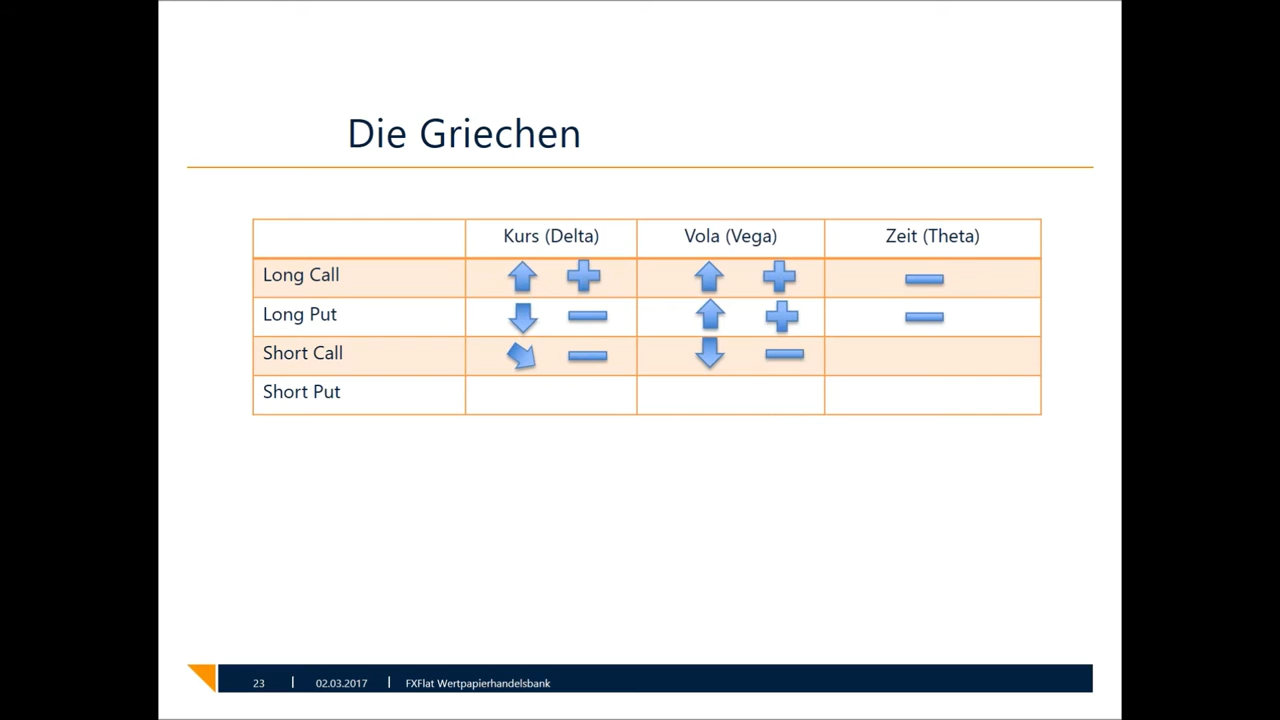 Die Griechen
Kurs (Delta) Vola (Vega) Zeit (Theta)
Long Call
Long Put
Short Call
Short Put
23 | 02.03.2017 | FXFlat Wertpapierhandelsbank